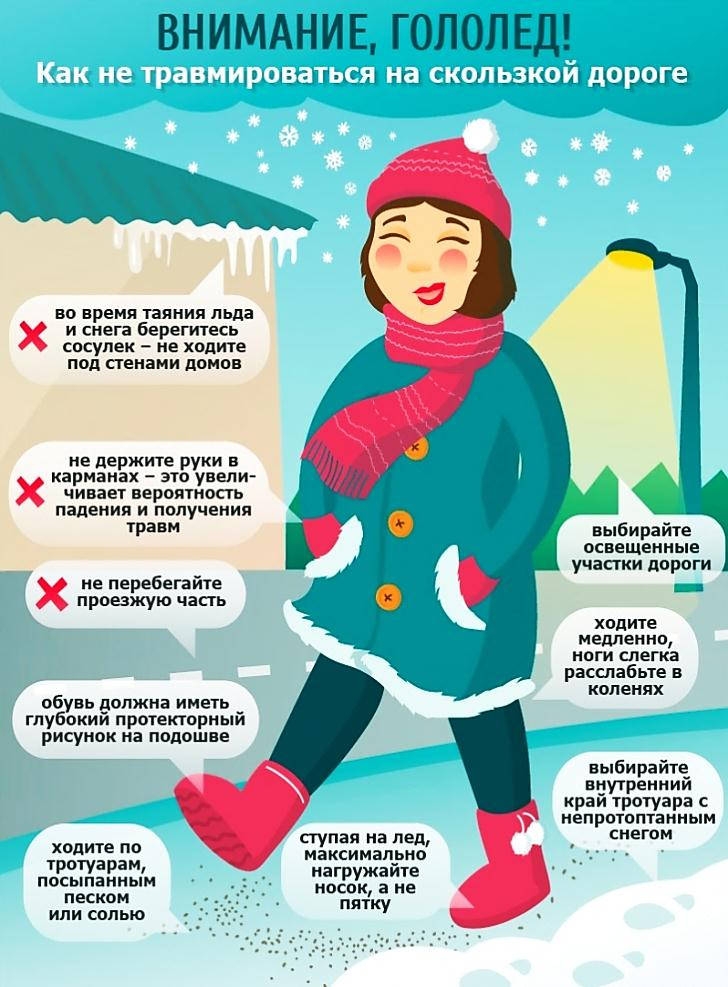 ВНИМАНИЕ, ГОЛОЛЕД!
Как не травмироваться на скользкой дороге
во время таяния льда
и снега берегитесь
сосулек – не ходите
под стенами домов
не держите руки в
карманах – это увели-
чивает вероятность
падения и получения
травм
не перебегайте
проезжую часть
обувь должна иметь
глубокий протекторный
рисунок на подошве
ходите по
тротуарам,
посыпанным
песком
или солью
ступая на лед,
максимально
нагружайте
носок, а не
пятку
выбирайте
освещенные
участки дороги
ходите
медленно,
ноги слегка
расслабьте в
коленях
выбирайте
внутренний
край тротуара с
непротоптанным
снегом